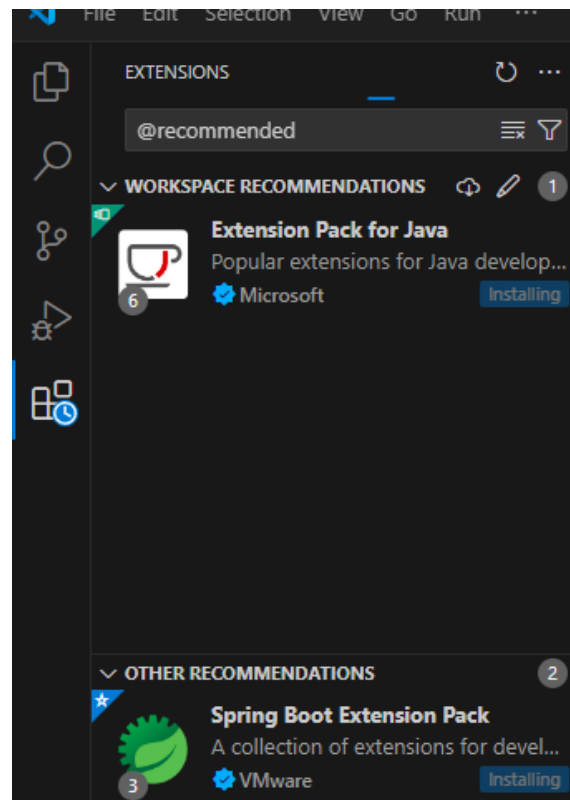 File Edit Selection View Go Run ...
EXTENSIONS
@recommended
WORKSPACE RECOMMENDATIONS 1
Extension Pack for Java
Popular extensions for Java develop...
6
Microsoft Installing
OTHER RECOMMENDATIONS 2
Spring Boot Extension Pack
A collection of extensions for devel...
3
VMware Installing